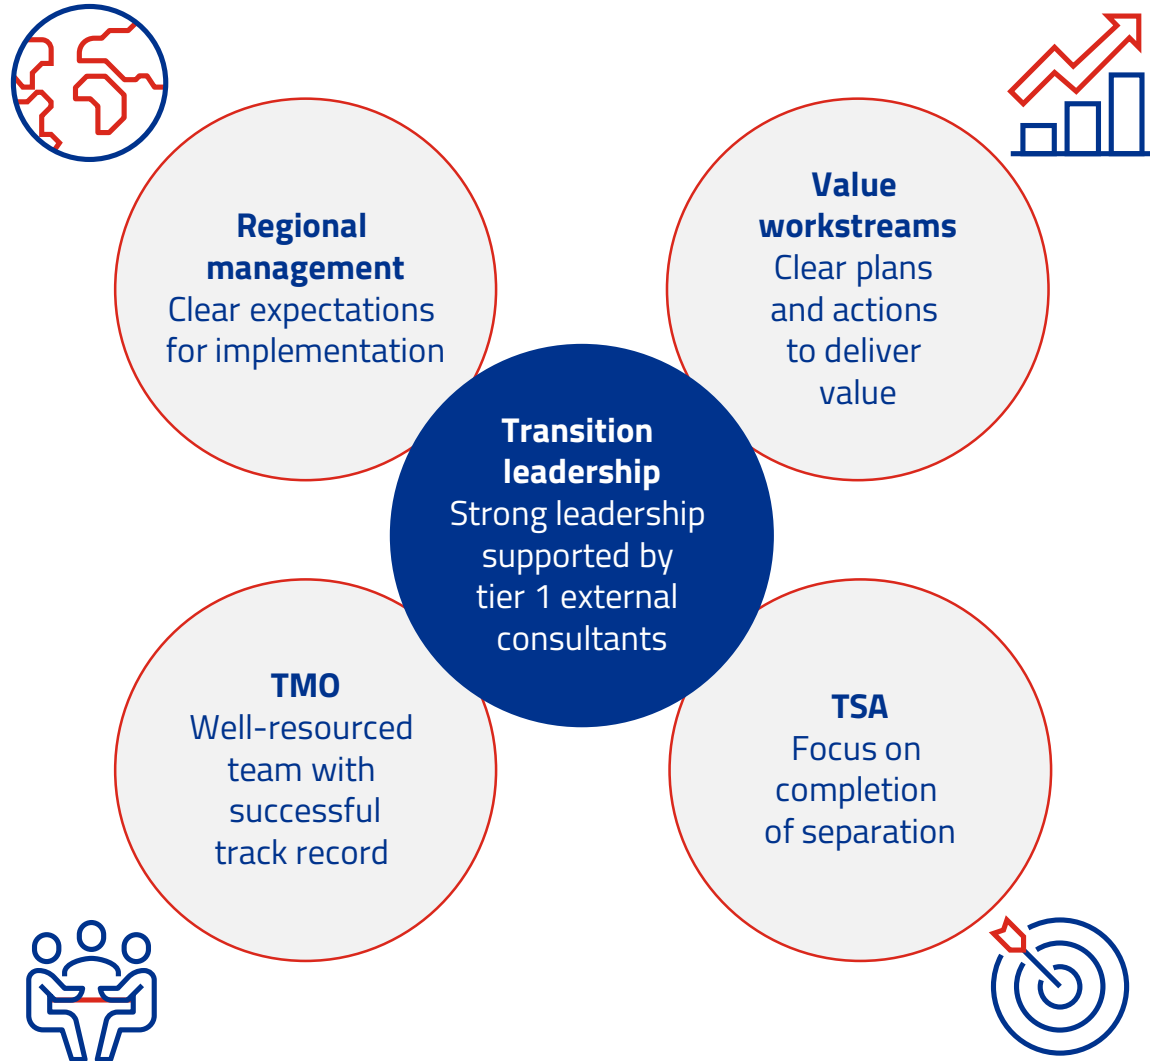 Regional
management
Clear expectations
for implementation
Value
workstreams
Clear plans
and actions
to deliver
value
Transition
leadership
Strong leadership
supported by
tier 1 external
consultants
TMO
Well-resourced
team with
successful
track record
TSA
Focus on
completion
of separation